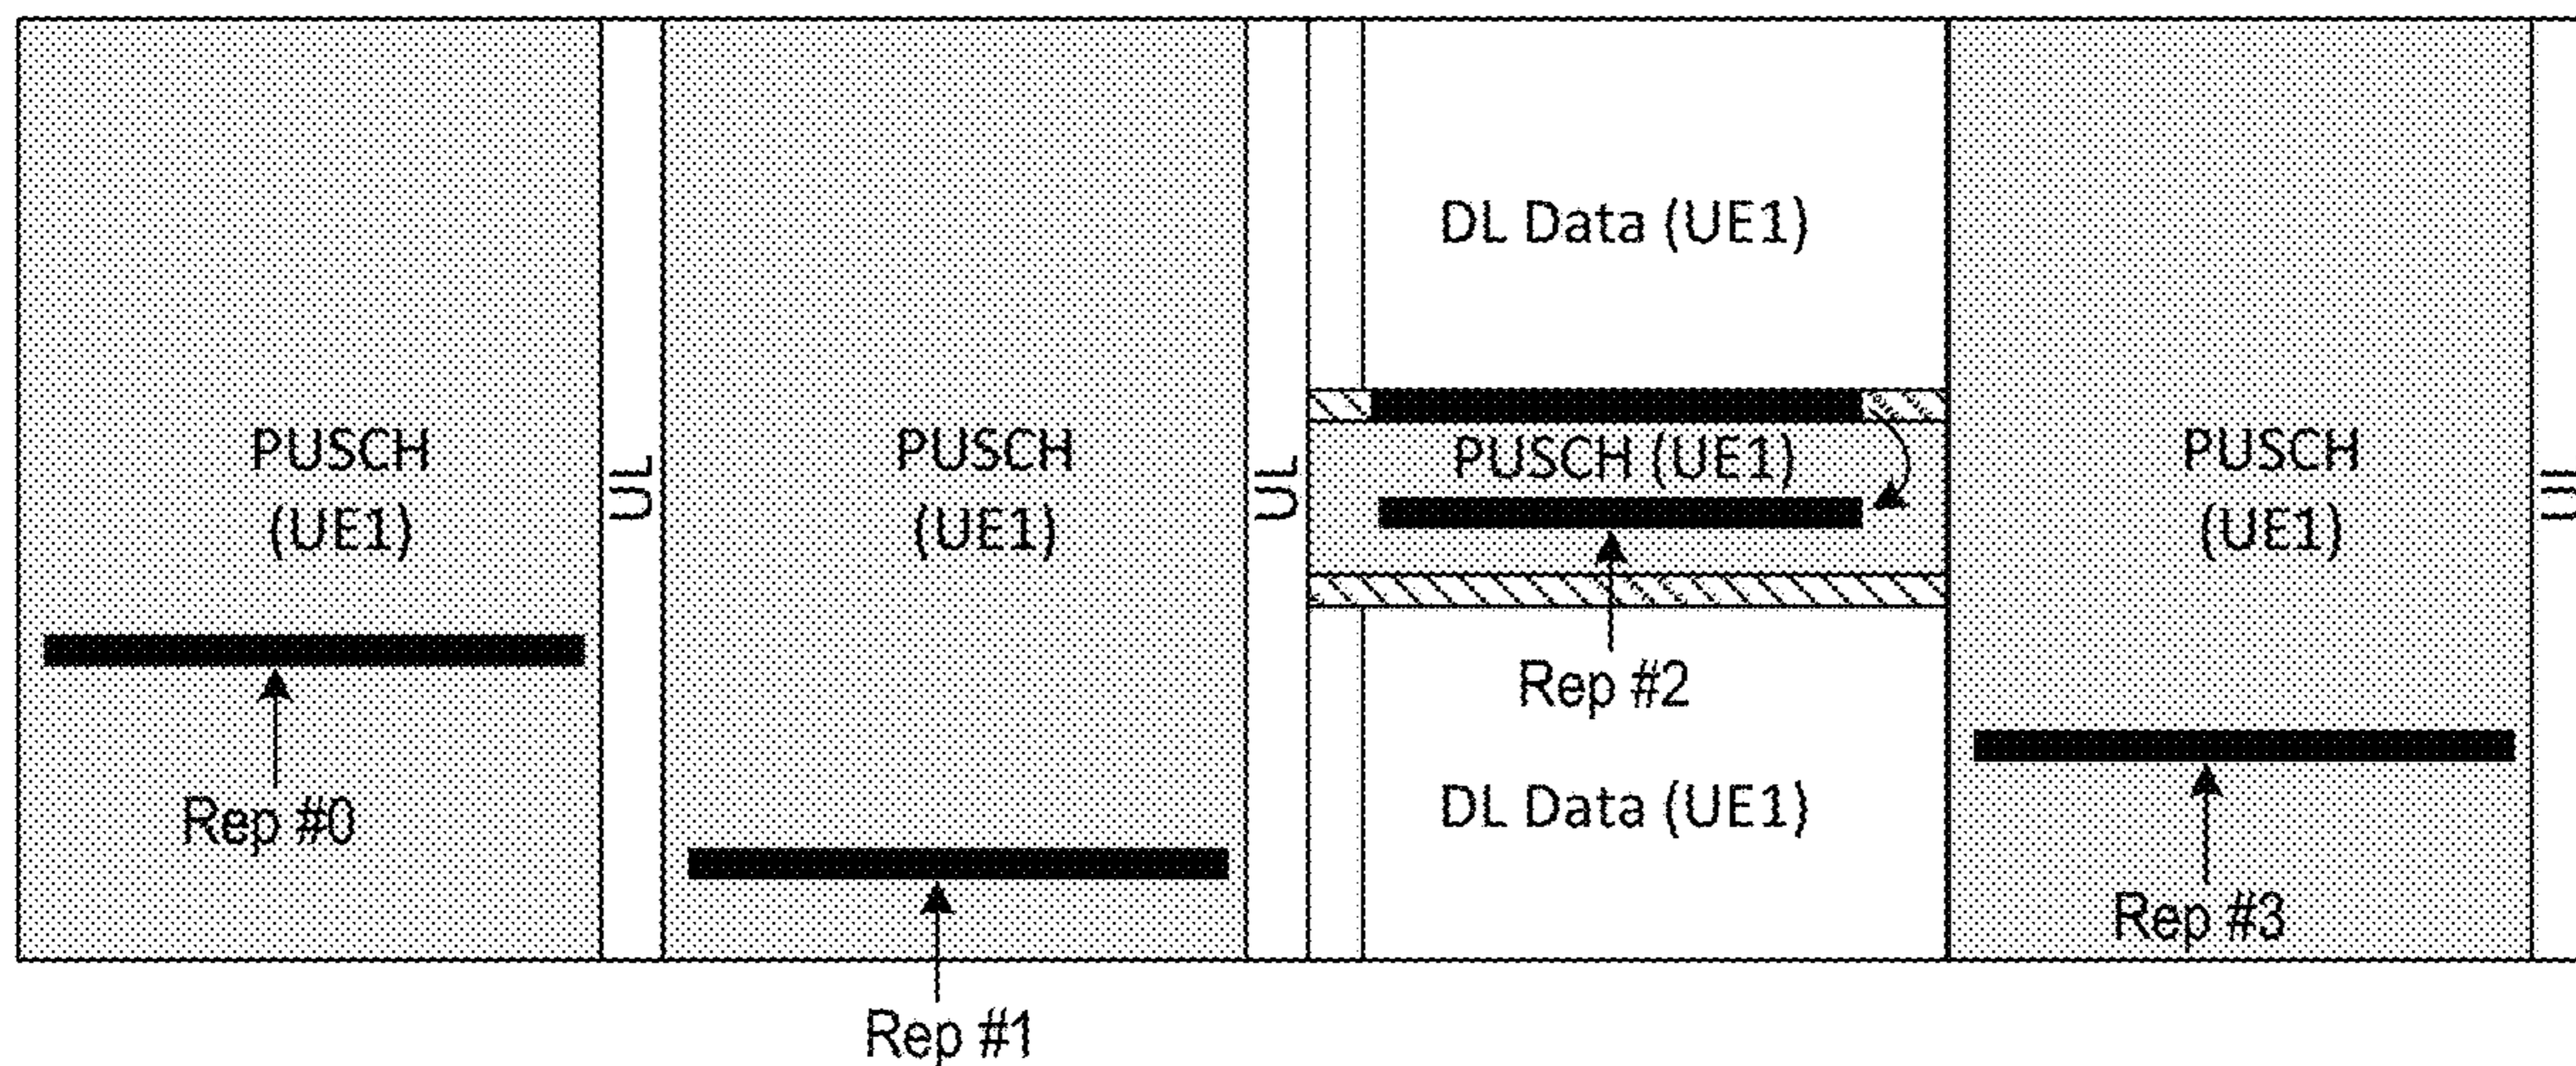 PUSCH
(UE1)
Rep #0
UL
PUSCH
(UE1)
Rep #1
UL
DL Data (UE1)
PUSCH (UE1)
Rep #2
DL Data (UE1)
PUSCH
(UE1)
Rep #3